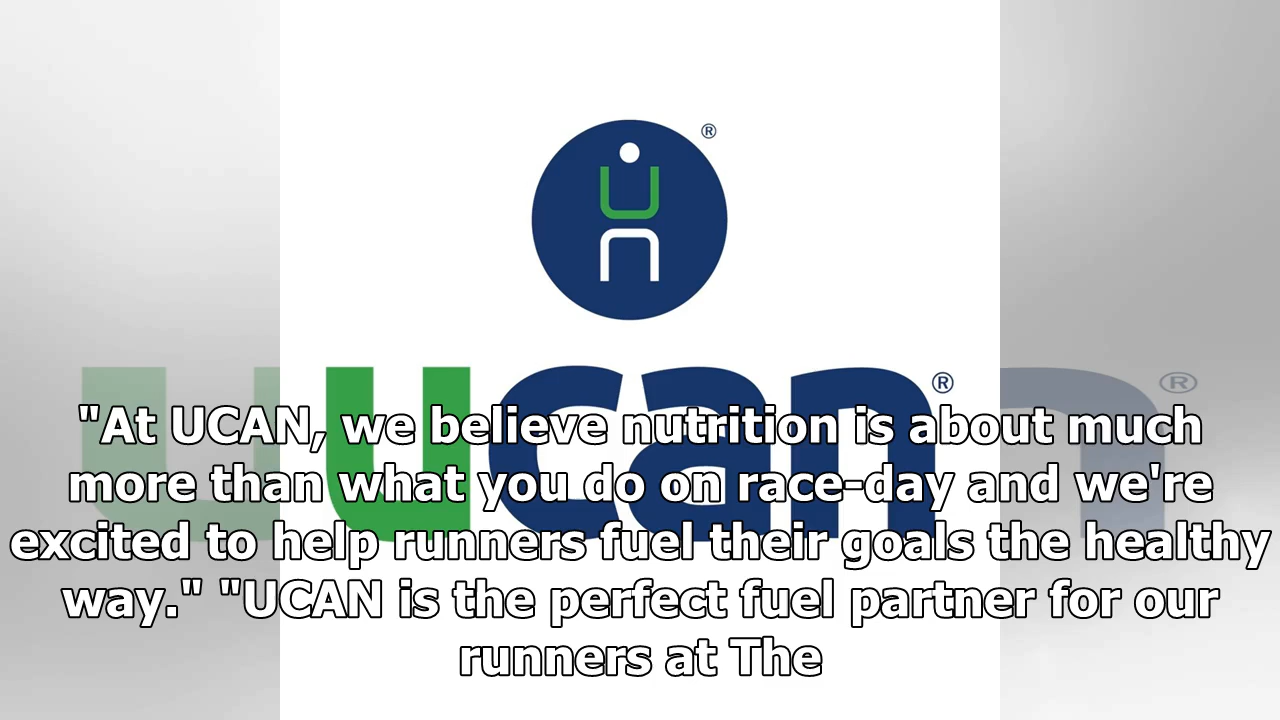 un®
ucan®
®
"At UCAN, we believe nutrition is about much
more than what you do on race-day and we're
excited to help runners fuel their goals the healthy
way." "UCAN is the perfect fuel partner for our
runners at The